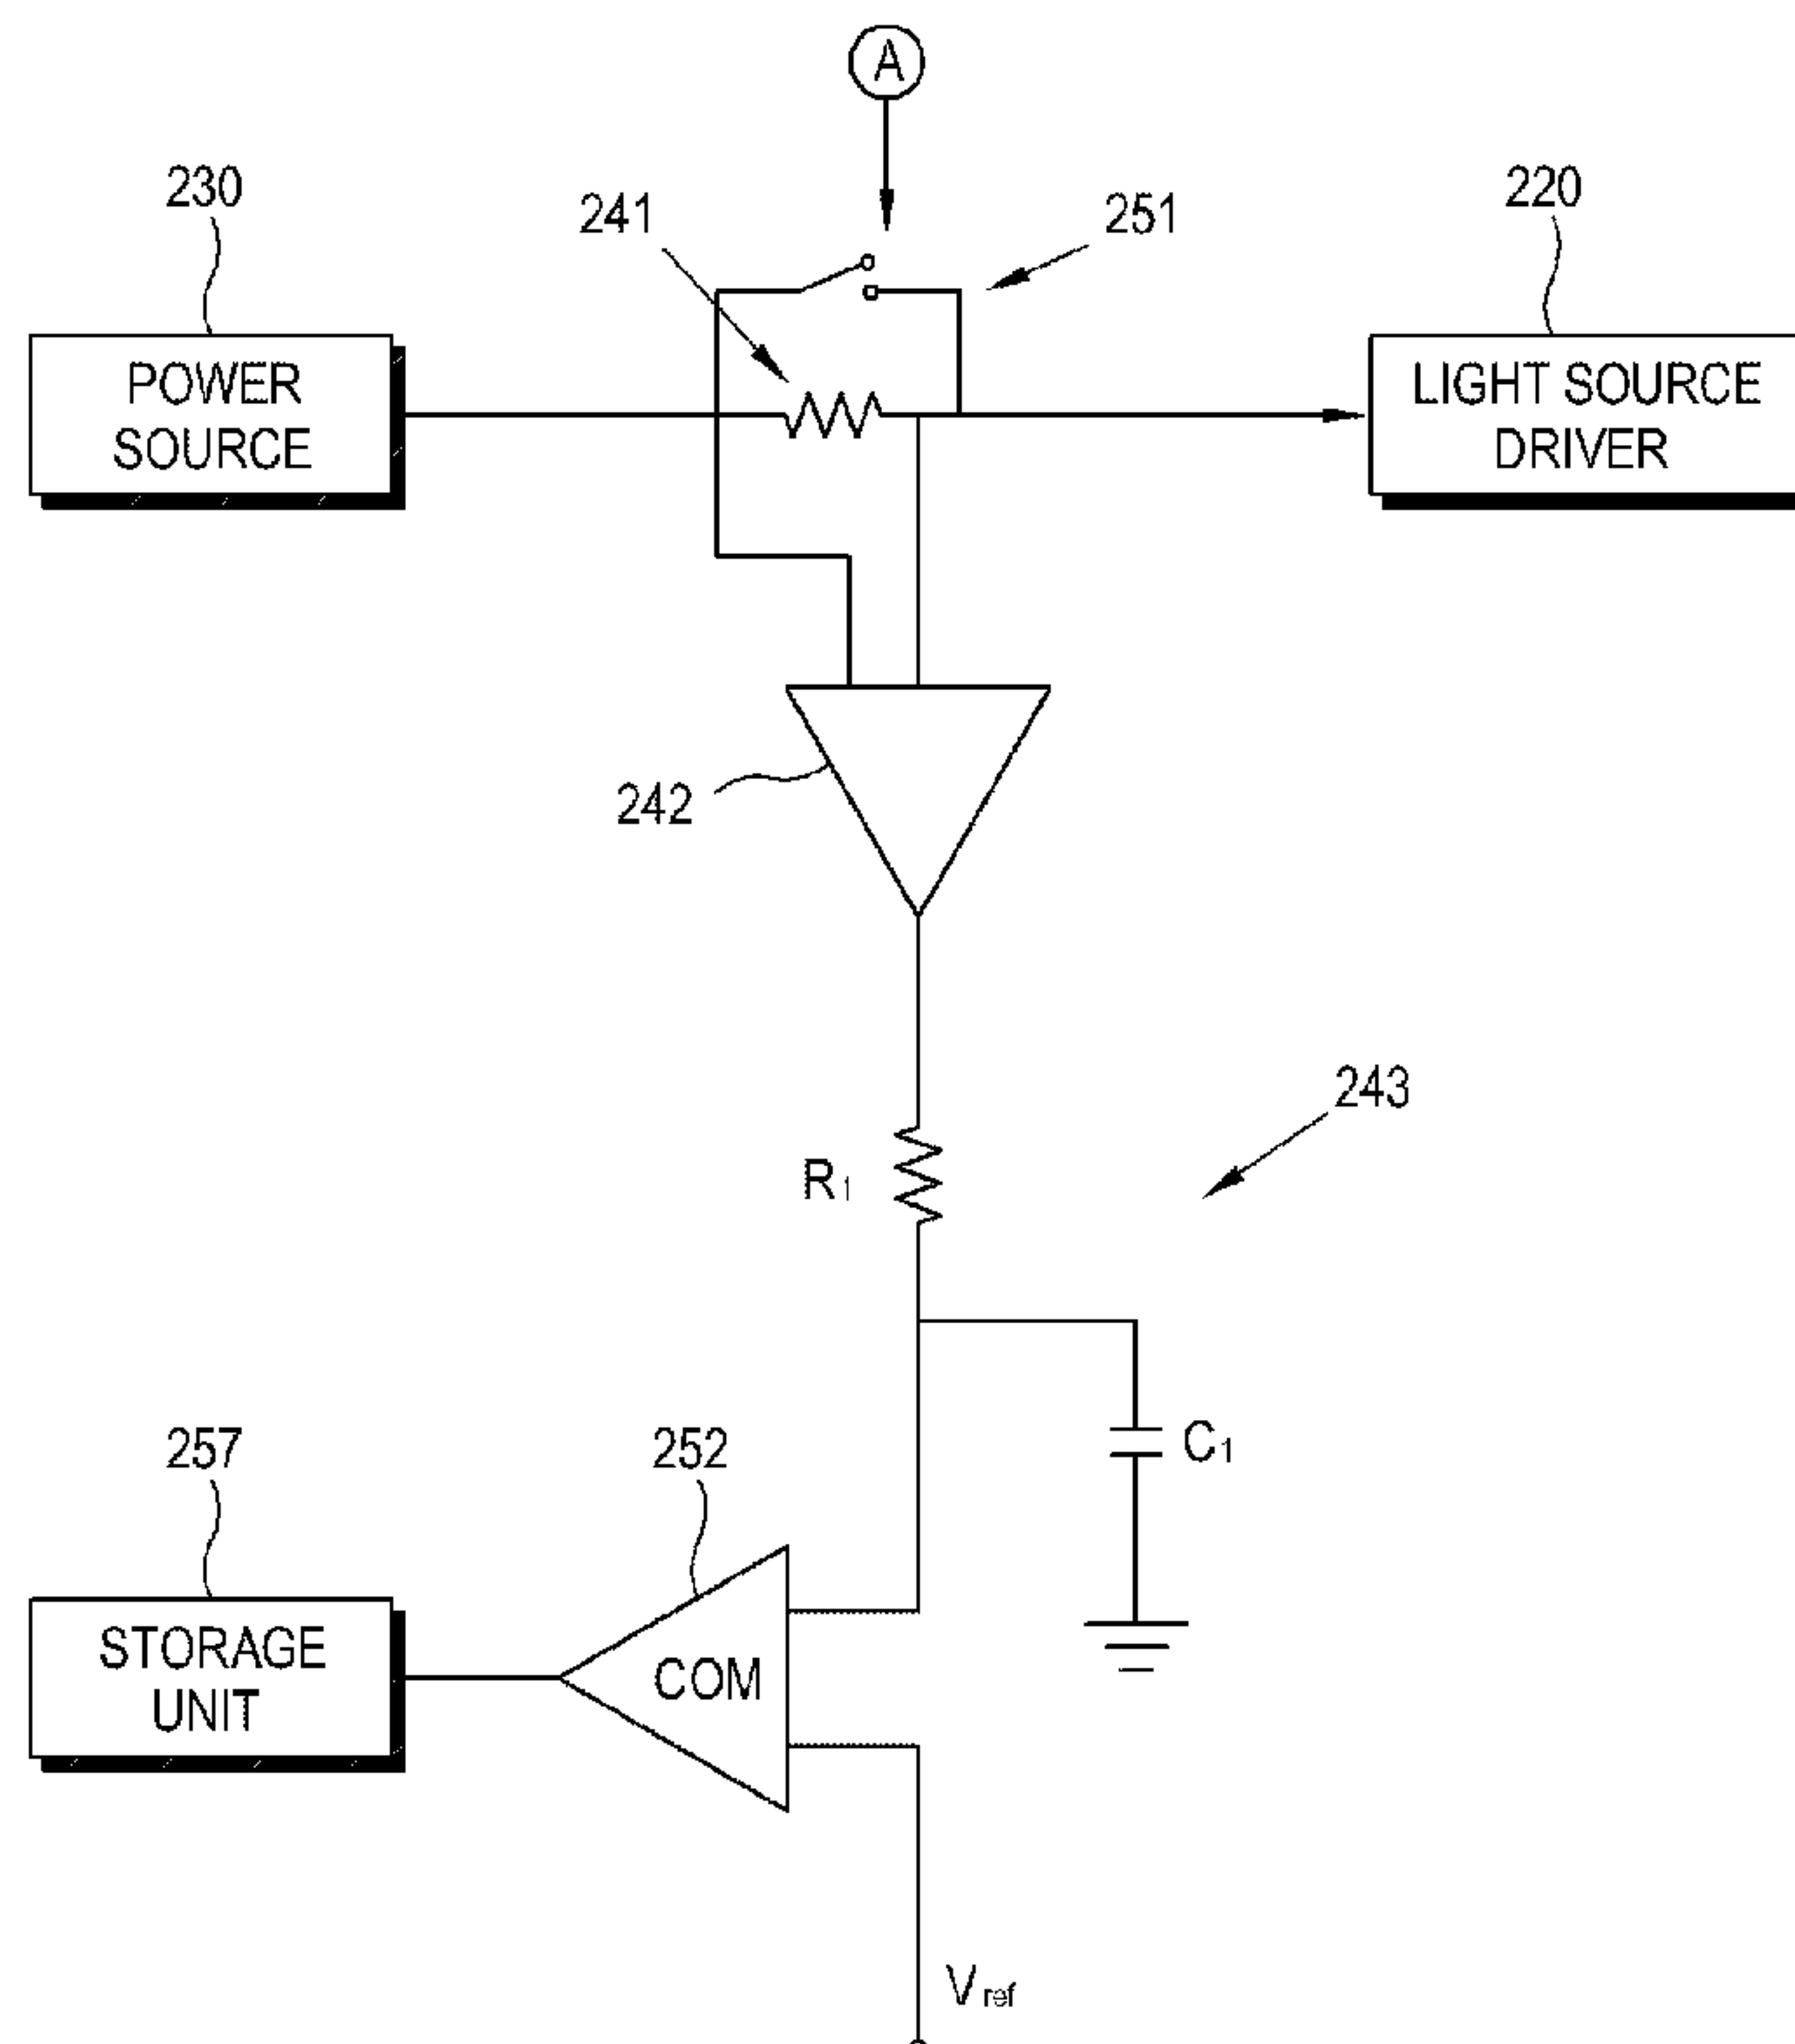 A
230
241
251
220
POWER
SOURCE
LIGHT SOURCE
DRIVER
242
243
R1
C1
257
252
STORAGE
UNIT
COM
Vref